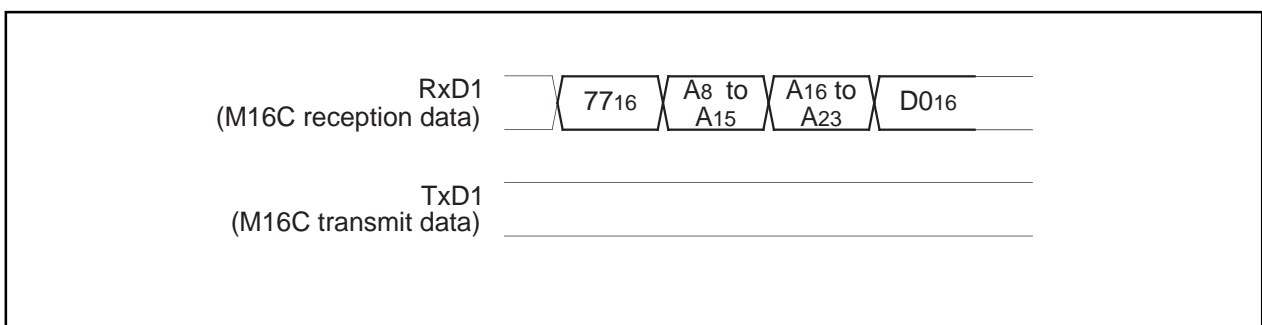 RxD1
(M16C reception data)
7716
A8 to
A15
A16 to
A23
D016
TxD1
(M16C transmit data)